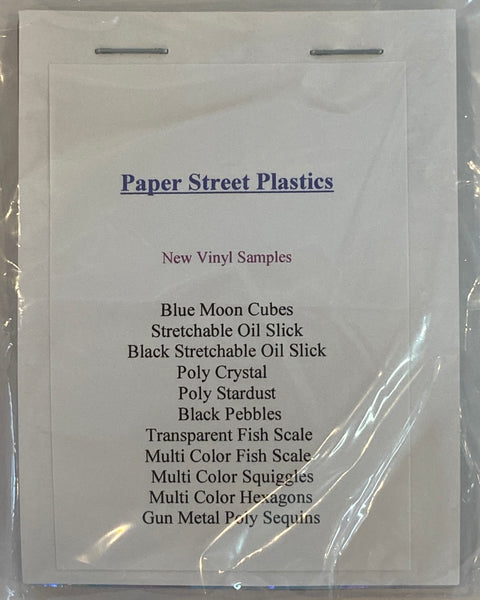 Paper Street Plastics
New Vinyl Samples
Blue Moon Cubes
Stretchable Oil Slick
Black Stretchable Oil Slick
Poly Crystal
Poly Stardust
Black Pebbles
Transparent Fish Scale
Multi Color Fish Scale
Multi Color Squiggles
Multi Color Hexagons
Gun Metal Poly Sequins